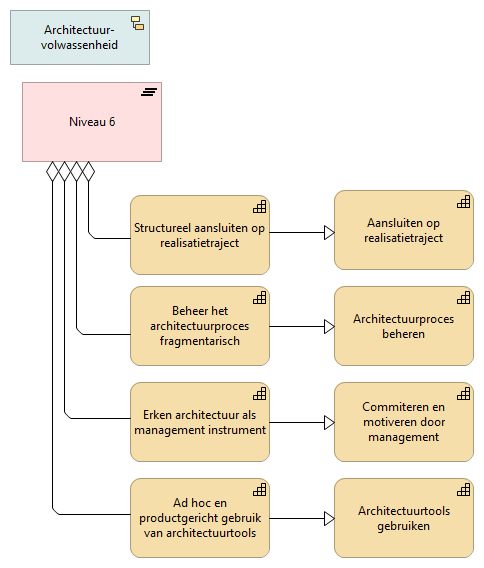 Architectuur-
volwassenheid
Niveau 6
Structureel aansluiten op
realisatietraject
Aansluiten op
realisatietraject
Beheer het
architectuurproces
fragmentarisch
Architectuurproces
beheren
Erken architectuur als
management instrument
Commiteren en
motiveren door
management
Ad hoc en
productgericht gebruik
van architectuurtools
Architectuurtools
gebruiken